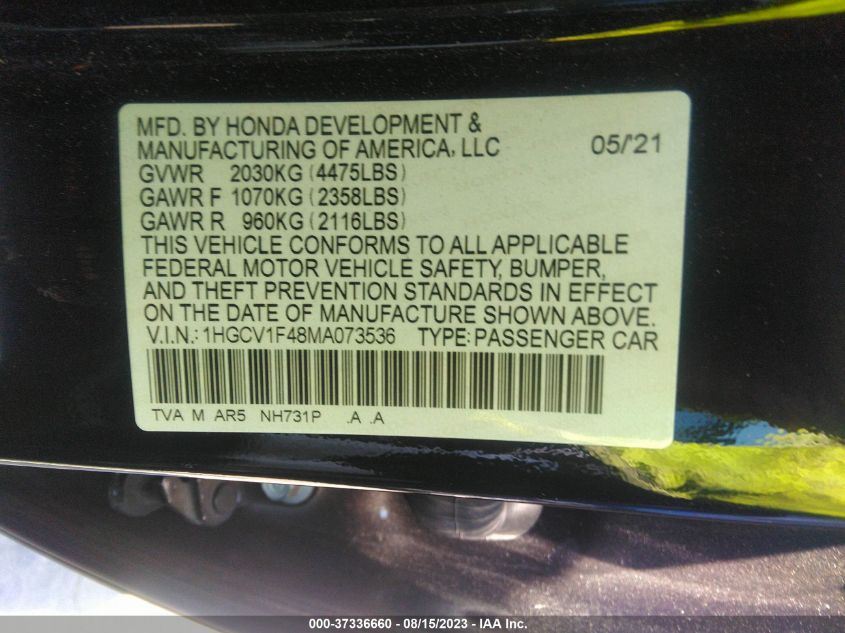 MFD. BY HONDA DEVELOPMENT &
MANUFACTURING OF AMERICA, LLC 05/'21
GVWR 2030KG (4475LBS)
GAWR F 1070KG (2358LBS)
GAWR R 960KG (2116LBS)
THIS VEHICLE CONFORMS TO ALL APPLICABLE
FEDERAL MOTOR VEHICLE SAFETY, BUMPER,
AND THEFT PREVENTION STANDARDS IN EFFECT
ON THE DATE OF MANUFACTURE SHOWN ABOVE.
V.I.N.: 1HGCV1F48MA073536 TYPE: PASSENGER CAR
TVA M AR5 NH731P .A .A
000-37336660 - 08/15/2023 - IAA Inc.